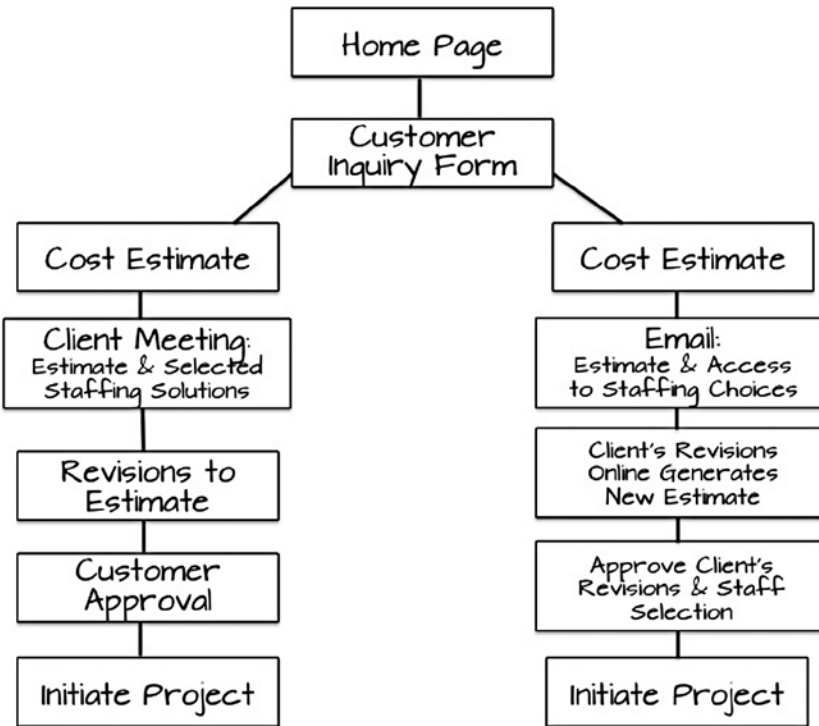 Home Page
Customer
Inquiry Form
Cost Estimate
Client Meeting:
Estimate & Selected
Staffing Solutions
Revisions to
Estimate
Customer
Approval
Initiate Project
Cost Estimate
Email:
Estimate & Access
to Staffing Choices
Client's Revisions
Online Generates
New Estimate
Approve Client's
Revisions & Staff
Selection
Initiate Project